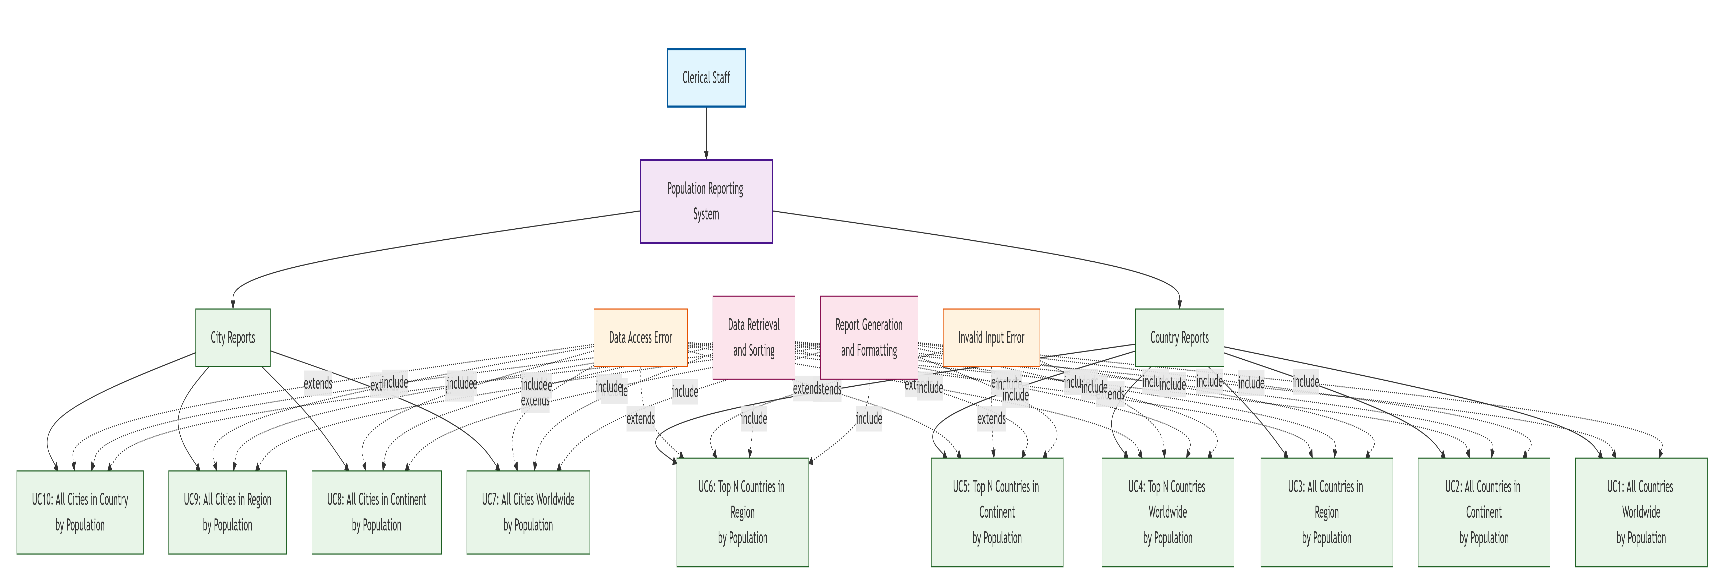 Clerical Staff
Population Reporting
System
City Reports
Data Access Error
Data Retrieval
and Sorting
Report Generation
and Formatting
Invalid Input Error
Country Reports
extends
include
include
include
extends
include
include
extends
include
extends
include
include
include
include
extends
include
include
include
include
include
include
UC10: All Cities in Country
by Population
UC9: All Cities in Region
by Population
UC8: All Cities in Continent
by Population
UC7: All Cities Worldwide
by Population
UC6: Top N Countries in
Region
by Population
UC5: Top N Countries in
Continent
by Population
UC4: Top N Countries
Worldwide
by Population
UC3: All Countries in
Region
by Population
UC2: All Countries in
Continent
by Population
UC1: All Countries
Worldwide
by Population